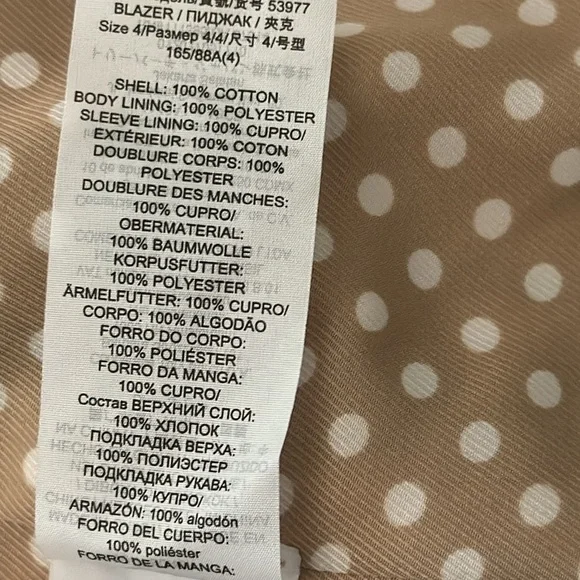 53977
BLAZER / ПИДЖАК / 夾克
Size 4/Размер 4/4/尺寸 4/号型
165/88A(4)
SHELL: 100% COTTON
BODY LINING: 100% POLYESTER
SLEEVE LINING: 100% CUPRO/
EXTÉRIEUR: 100% COTON
DOUBLURE CORPS: 100%
POLYESTER
DOUBLURE DES MANCHES:
100% CUPRO/
OBERMATERIAL:
100% BAUMWOLLE
KORPUSFUTTER:
100% POLYESTER
ÄRMELFUTTER: 100% CUPRO/
CORPO: 100% ALGODÃO
FORRO DO CORPO:
100% POLIÉSTER
FORRO DA MANGA:
100% CUPRO/
Состав ВЕРХНИЙ СЛОЙ:
100% ХЛОПОК
ПОДКЛАДКА ВЕРХА:
100% ПОЛИЭСТЕР
ПОДКЛАДКА РУКАВА:
100% КУПРО/
ARMAZÓN: 100% algodón
FORRO DEL CUERPO:
100% poliéster
FORRO DE LA MANGA: